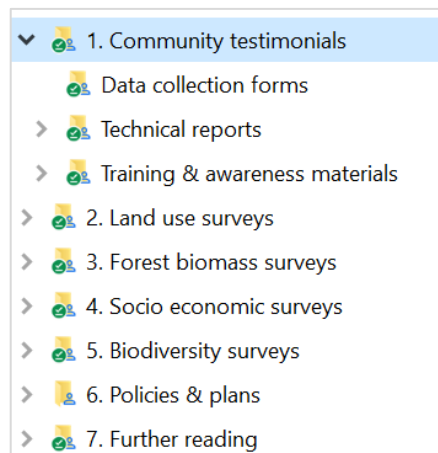 1. Community testimonials
Data collection forms
Technical reports
Training & awareness materials
2. Land use surveys
3. Forest biomass surveys
4. Socio economic surveys
5. Biodiversity surveys
6. Policies & plans
7. Further reading